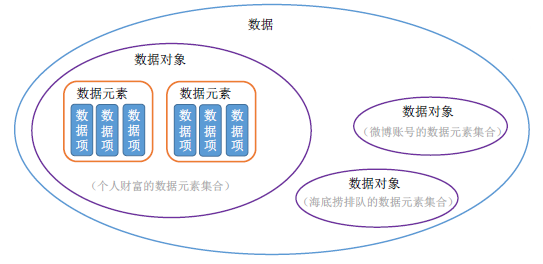 数据
数据对象
数据元素
数据项
数据项
数据项
数据元素
数据项
数据项
数据项
（个人财富的数据元素集合）
数据对象
（微博账号的数据元素集合）
数据对象
（海底捞排队的数据元素集合）